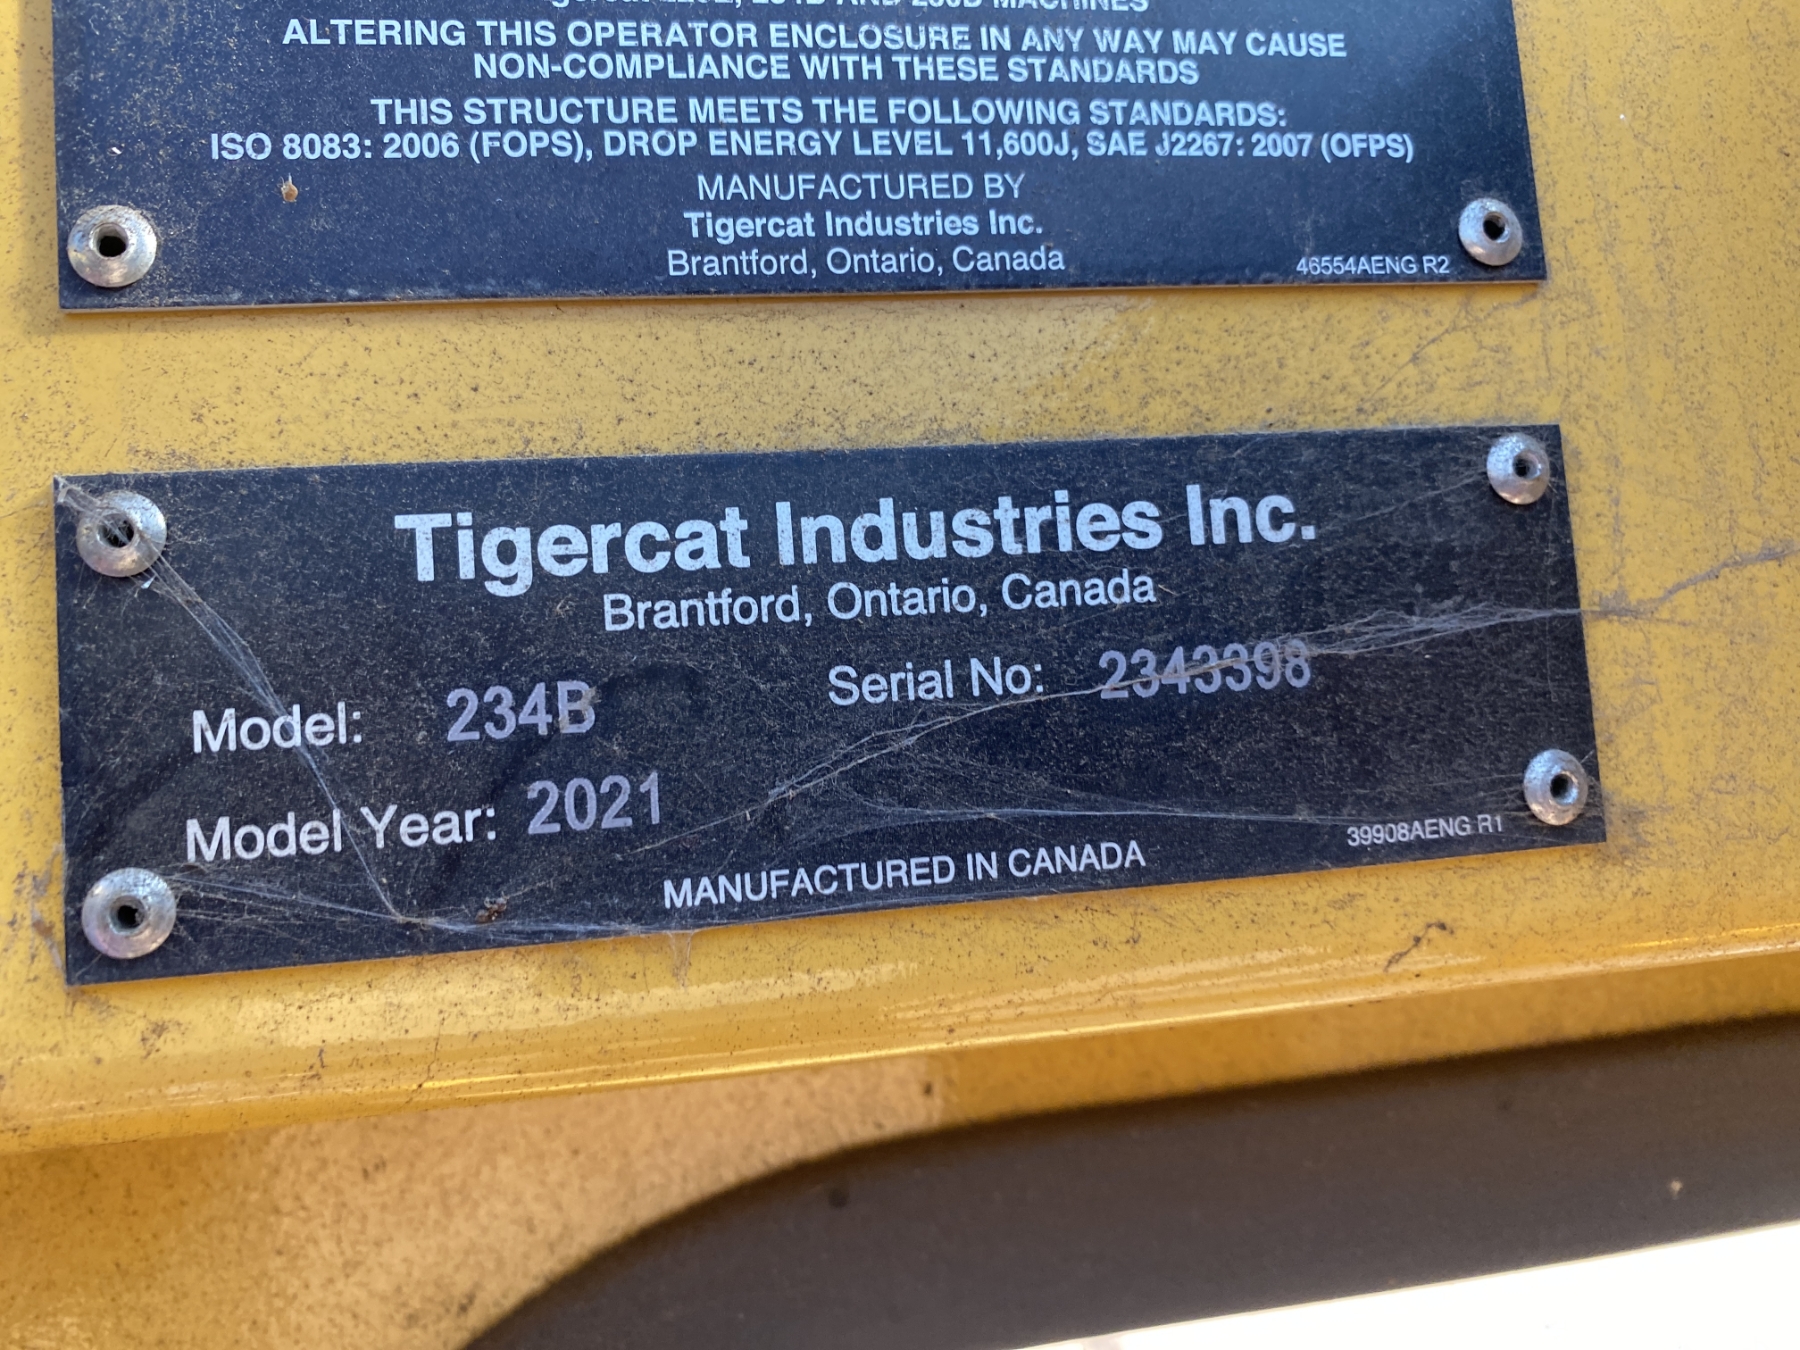 AND MACHINES
ALTERING THIS OPERATOR ENCLOSURE IN ANY WAY MAY CAUSE
NON-COMPLIANCE WITH THESE STANDARDS
THIS STRUCTURE MEETS THE FOLLOWING STANDARDS:
ISO 8083: 2006 (FOPS), DROP ENERGY LEVEL 11,600J, SAE J2267: 2007 (OFPS)
MANUFACTURED BY
Tigercat Industries Inc.
Brantford, Ontario, Canada
46554AENG R2
Tigercat Industries Inc.
Brantford, Ontario, Canada
Model: 234B
Serial No: 2343398
Model Year: 2021
MANUFACTURED IN CANADA
39908AENG R1